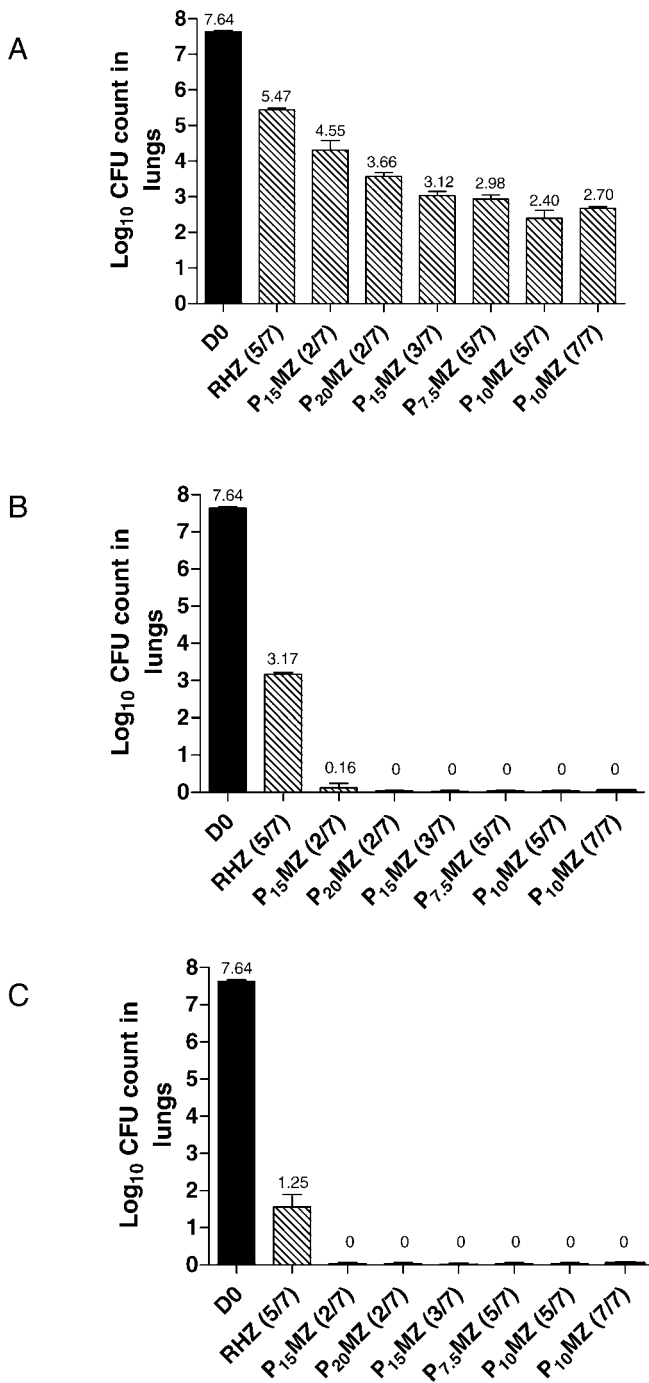 A
Log10 CFU count in
lungs
8
7
6
5
4
3
2
1
0
7.64
5.47
4.55
3.66
3.12
2.98
2.40
2.70
D0
RHZ (5/7)
P15MZ (2/7)
P20MZ (2/7)
P15MZ (3/7)
P7.5MZ (5/7)
P10MZ (5/7)
P10MZ (7/7)
B
Log10 CFU count in
lungs
8
7
6
5
4
3
2
1
0
7.64
3.17
0.16
0
0
0
0
0
D0
RHZ (5/7)
P15MZ (2/7)
P20MZ (2/7)
P15MZ (3/7)
P7.5MZ (5/7)
P10MZ (5/7)
P10MZ (7/7)
C
Log10 CFU count in
lungs
8
7
6
5
4
3
2
1
0
7.64
1.25
0
0
0
0
0
0
D0
RHZ (5/7)
P15MZ (2/7)
P20MZ (2/7)
P15MZ (3/7)
P7.5MZ (5/7)
P10MZ (5/7)
P10MZ (7/7)